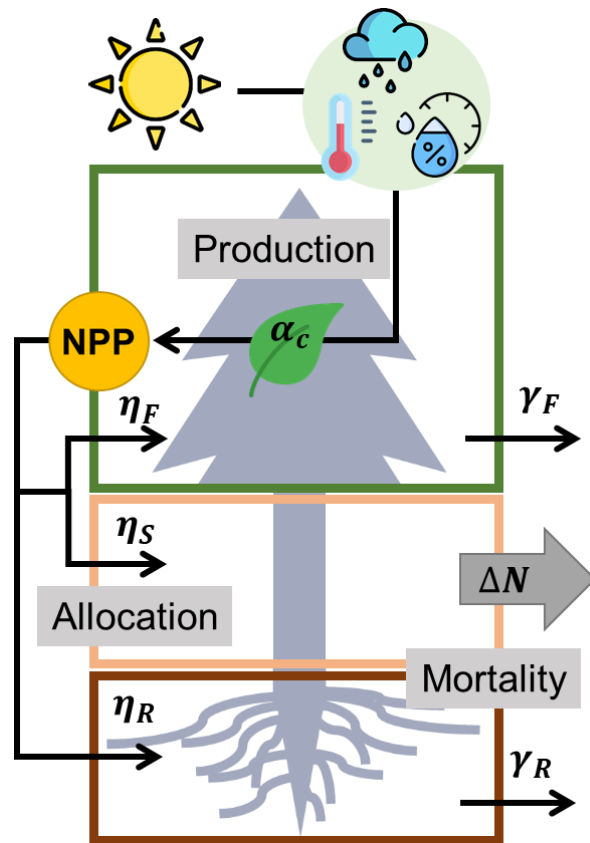 %
Production
α_c
NPP
η_F
γ_F
η_S
ΔN
Allocation
Mortality
η_R
γ_R